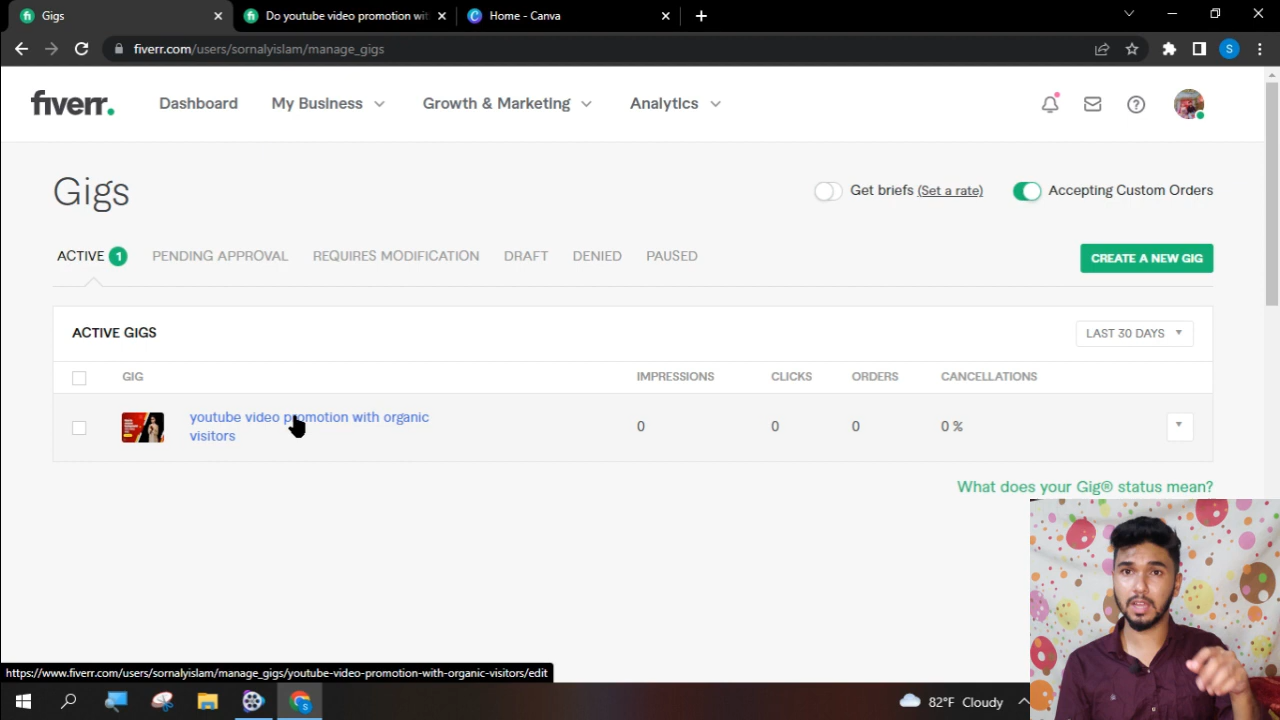 Gigs
Do youtube video promotion wit
Home - Canva
fiverr.com/users/sornalyislam/manage_gigs
S
fiverr.
Dashboard
My Business
Growth & Marketing
Analytics
Gigs
Get briefs (Set a rate)
Accepting Custom Orders
ACTIVE 1
PENDING APPROVAL
REQUIRES MODIFICATION
DRAFT
DENIED
PAUSED
CREATE A NEW GIG
ACTIVE GIGS
LAST 30 DAYS
GIG
IMPRESSIONS
CLICKS
ORDERS
CANCELLATIONS
youtube video promotion with organic
visitors
0
0
0
0 %
What does your Gig® status mean?
https://www.fiverr.com/users/sornalyislam/manage_gigs/youtube-video-promotion-with-organic-visitors/edit
82°F Cloudy